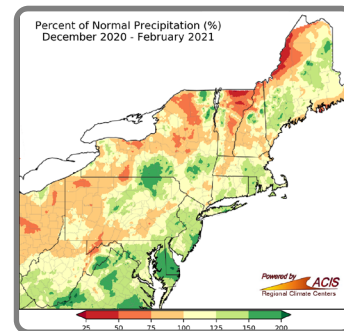 Percent of Normal Precipitation (%)
December 2020 - February 2021
Powered by
ACIS
Regional Climate Centers
25 50 75 100 125 150 200